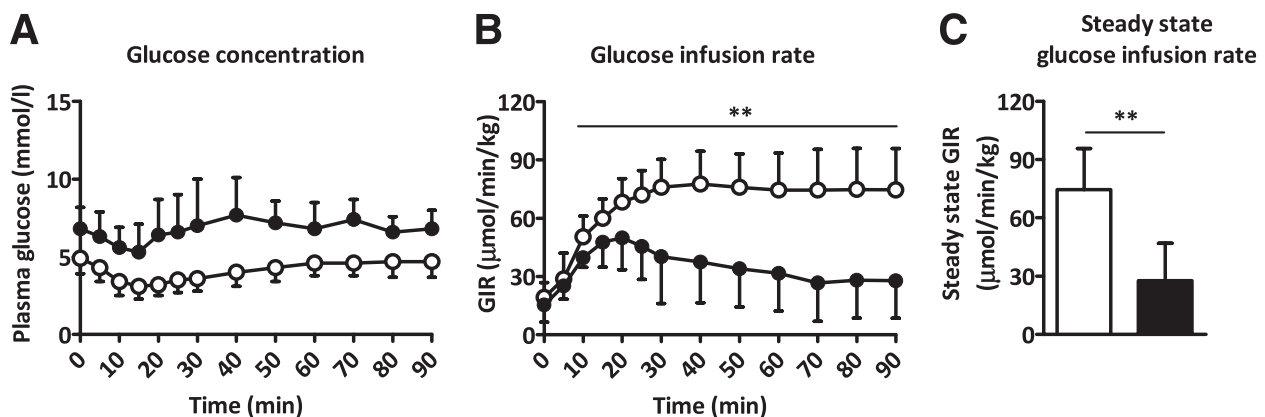 A
Glucose concentration
Plasma glucose (mmol/l)
15
10
5
0
0 10 20 30 40 50 60 70 80 90
Time (min)
B
Glucose infusion rate
GIR (µmol/min/kg)
120
90
60
30
0
**
0 10 20 30 40 50 60 70 80 90
Time (min)
C
Steady state
glucose infusion rate
Steady state GIR
(µmol/min/kg)
120
90
60
30
0
**